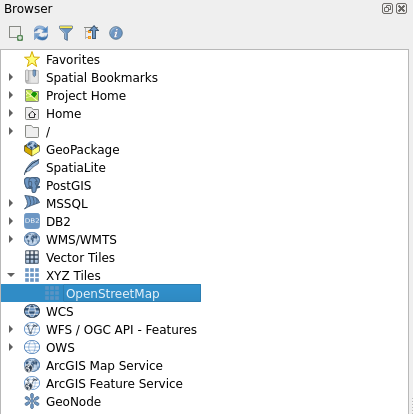 Browser
Favorites
Spatial Bookmarks
Project Home
Home
/
GeoPackage
SpatiaLite
PostGIS
MSSQL
DB2 DB2
WMS/WMTS
Vector Tiles
XYZ Tiles
OpenStreetMap
WCS
WFS / OGC API - Features
OWS
ArcGIS Map Service
ArcGIS Feature Service
GeoNode